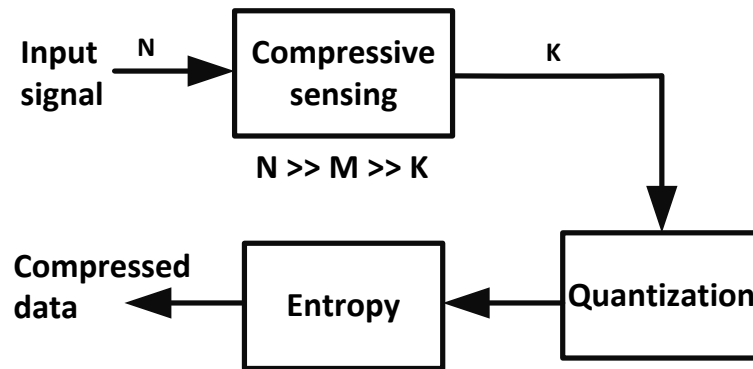 Input
signal
N
Compressive
sensing
K
N >> M >> K
Compressed
data
Entropy
Quantization